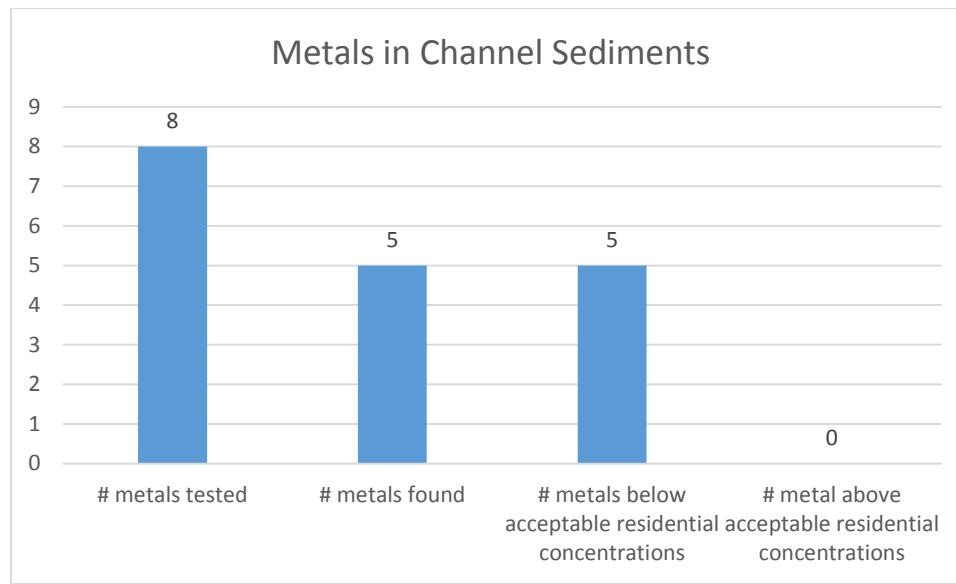 Metals in Channel Sediments
9
8
7
6
5
4
3
2
1
0
8
5
5
0
# metals tested
# metals found
# metals below
acceptable residential
concentrations
# metal above
acceptable residential
concentrations